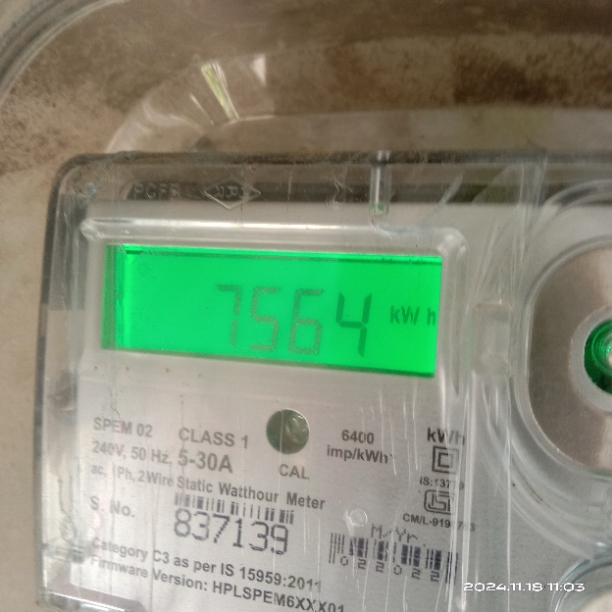 7564 kWh
SPEM 02 CLASS 1 6400 kWh
240V, 50 Hz, 5-30A imp/kWh
CAL
ac, 1Ph, 2Wire Static Watthour Meter
S. No. 837139
M/Yr.
022022
Category C3 as per IS 15959:2011
Firmware Version: HPLSPEM6XXX01
2024.11.18 11:03